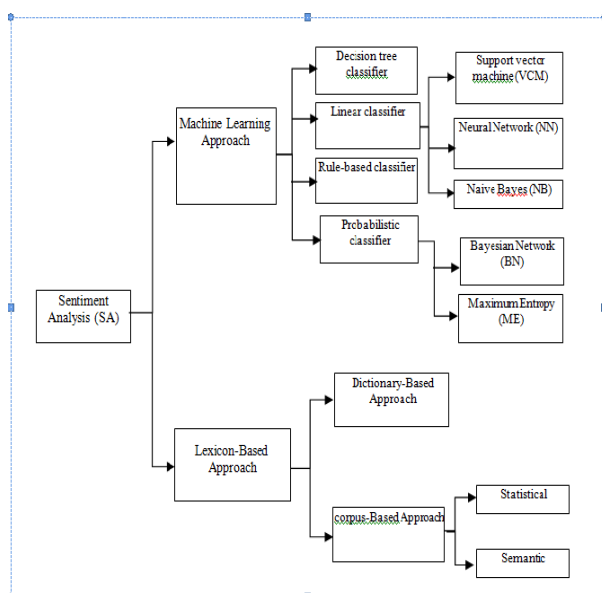 Decision tree
classifier
Support vector
machine (VCM)
Machine Learning
Approach
Linear classifier
Neural Network (NN)
Rule-based classifier
Naive Bayes (NB)
Probabilistic
classifier
Bayesian Network
(BN)
Sentiment
Analysis (SA)
Maximum Entropy
(ME)
Dictionary-Based
Approach
Lexicon-Based
Approach
corpus-Based Approach
Statistical
Semantic